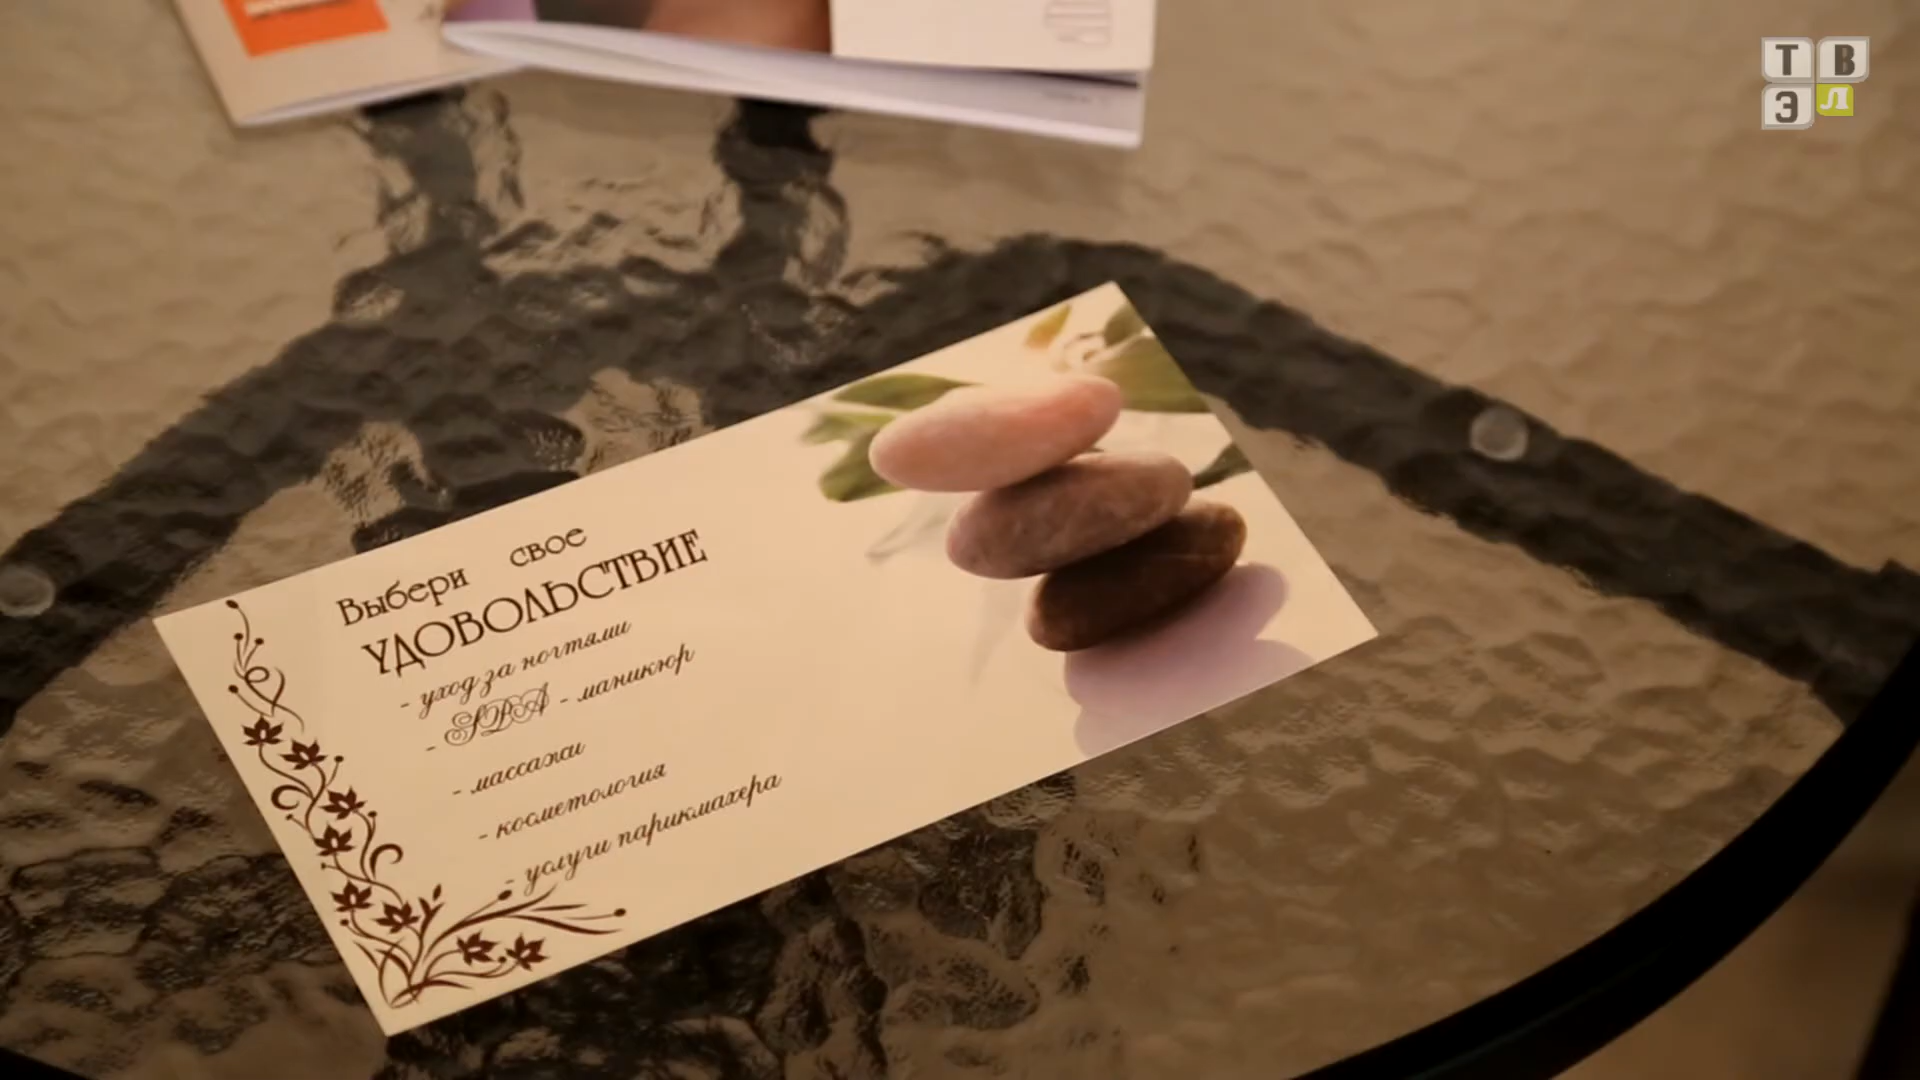 ТВ
ЭЛ
Выбери свое
УДОВОЛЬСТВИЕ
- уход за ногтями
- SPA - маникюр
- массажи
- косметология
- услуги парикмахера